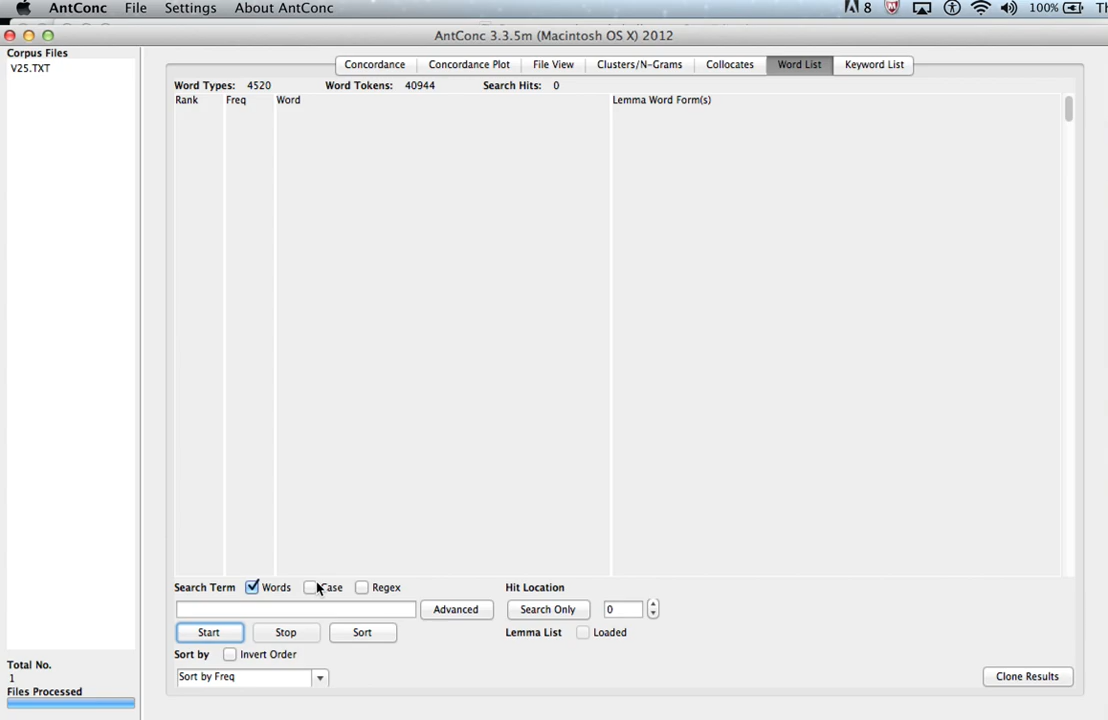 AntConc File Settings About AntConc 8 100%
AntConc 3.3.5m (Macintosh OS X) 2012
Corpus Files
V25.TXT
Concordance Concordance Plot File View Clusters/N-Grams Collocates Word List Keyword List
Word Types: 4520 Word Tokens: 40944 Search Hits: 0
Rank Freq Word Lemma Word Form(s)
Search Term Words Case Regex Hit Location
Advanced Search Only 0
Start Stop Sort Lemma List Loaded
Sort by Invert Order
Sort by Freq Clone Results
Total No.
1
Files Processed